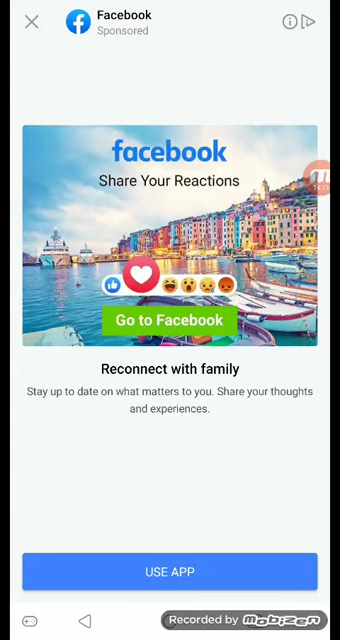 Facebook
Sponsored
facebook
Share Your Reactions
Go to Facebook
Reconnect with family
Stay up to date on what matters to you. Share your thoughts
and experiences.
USE APP
Recorded by Mobizen